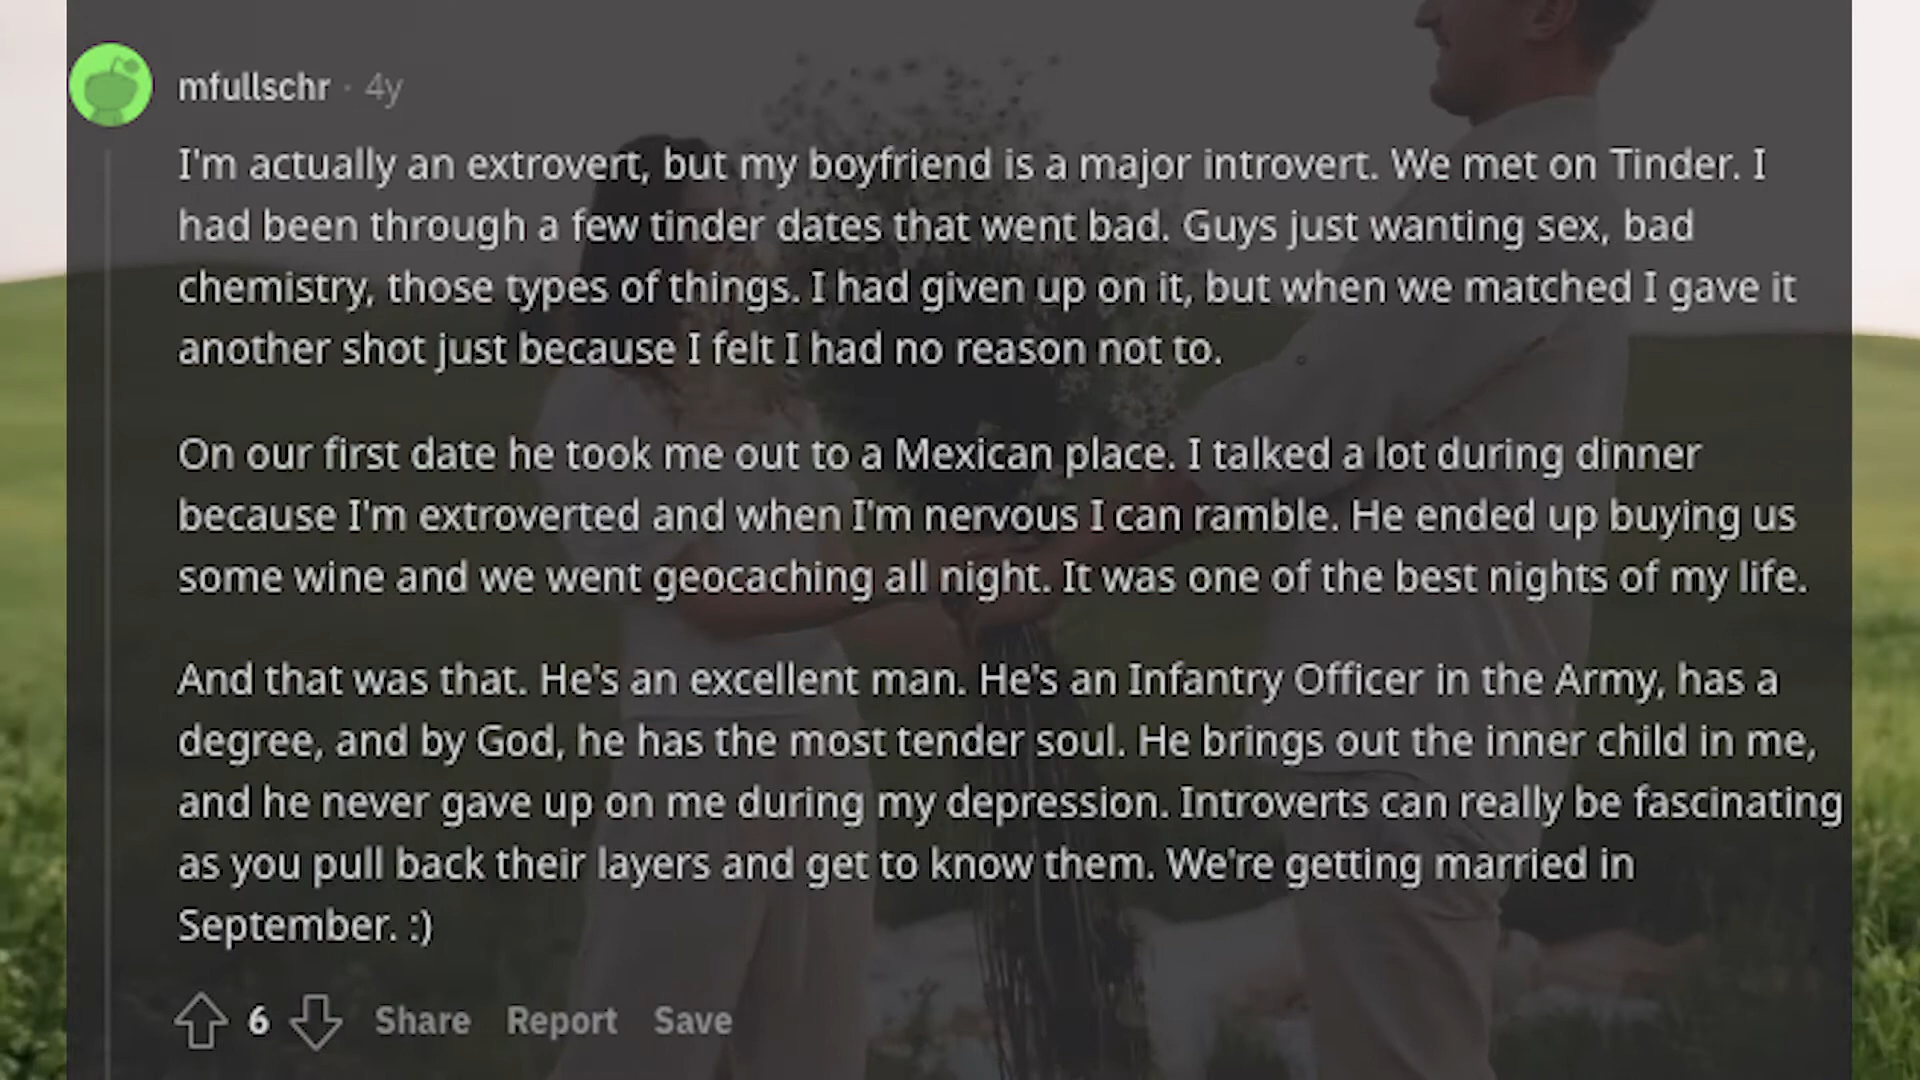 mfullschr · 4y
I'm actually an extrovert, but my boyfriend is a major introvert. We met on Tinder. I
had been through a few tinder dates that went bad. Guys just wanting sex, bad
chemistry, those types of things. I had given up on it, but when we matched I gave it
another shot just because I felt I had no reason not to.
On our first date he took me out to a Mexican place. I talked a lot during dinner
because I'm extroverted and when I'm nervous I can ramble. He ended up buying us
some wine and we went geocaching all night. It was one of the best nights of my life.
And that was that. He's an excellent man. He's an Infantry Officer in the Army, has a
degree, and by God, he has the most tender soul. He brings out the inner child in me,
and he never gave up on me during my depression. Introverts can really be fascinating
as you pull back their layers and get to know them. We're getting married in
September. :)
6 Share Report Save